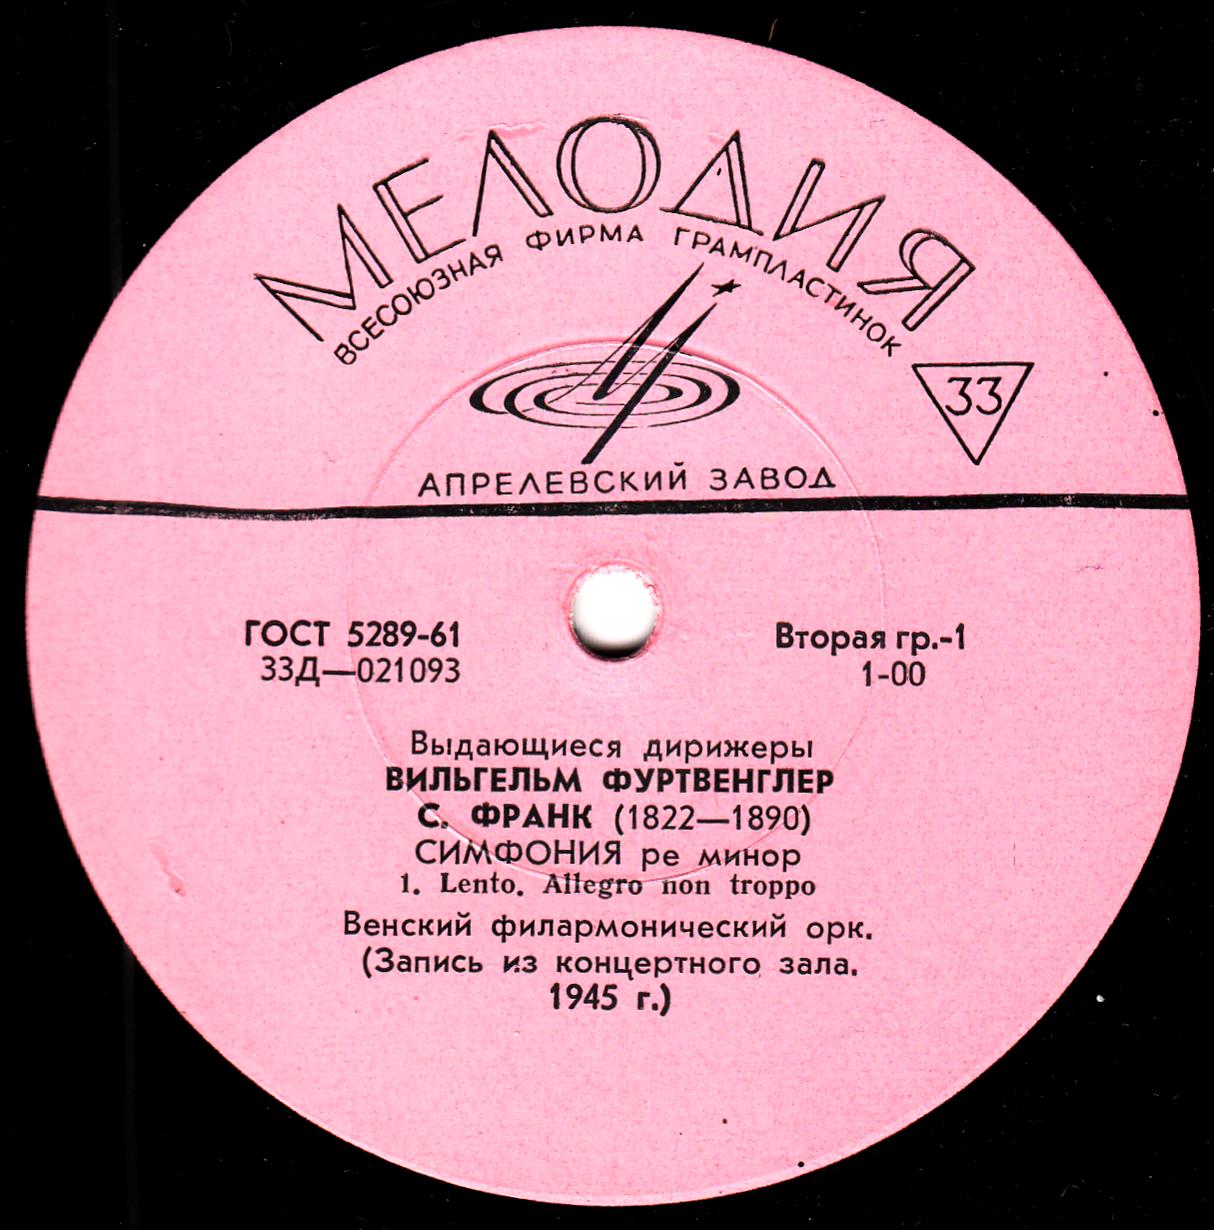 МЕЛОДИЯ
ВСЕСОЮЗНАЯ ФИРМА ГРАМПЛАСТИНОК
33
АПРЕЛЕВСКИЙ ЗАВОД
ГОСТ 5289-61
33Д—021093
Вторая гр.-1
1-00
Выдающиеся дирижеры
ВИЛЬГЕЛЬМ ФУРТВЕНГЛЕР
С. ФРАНК (1822—1890)
СИМФОНИЯ ре минор
1. Lento. Allegro non troppo
Венский филармонический орк.
(Запись из концертного зала.
1945 г.)